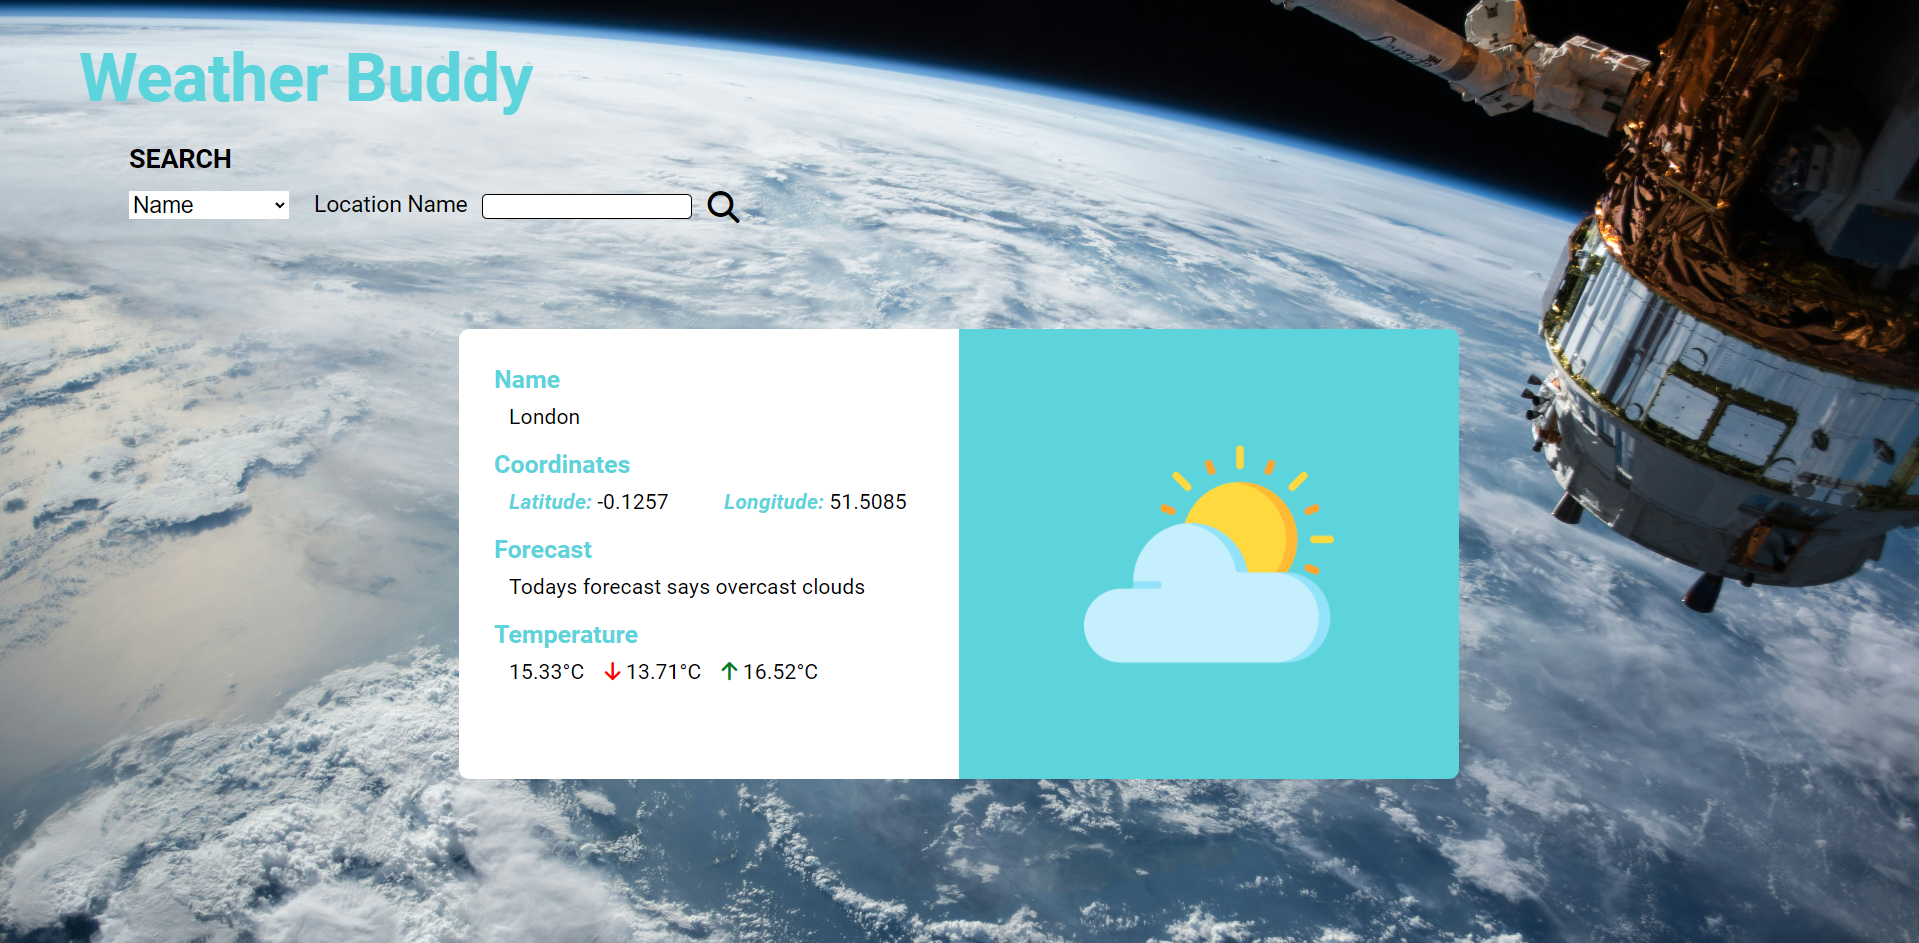 Weather Buddy
SEARCH
Name Location Name
Name
London
Coordinates
Latitude: -0.1257 Longitude: 51.5085
Forecast
Todays forecast says overcast clouds
Temperature
15.33°C 13.71°C 16.52°C